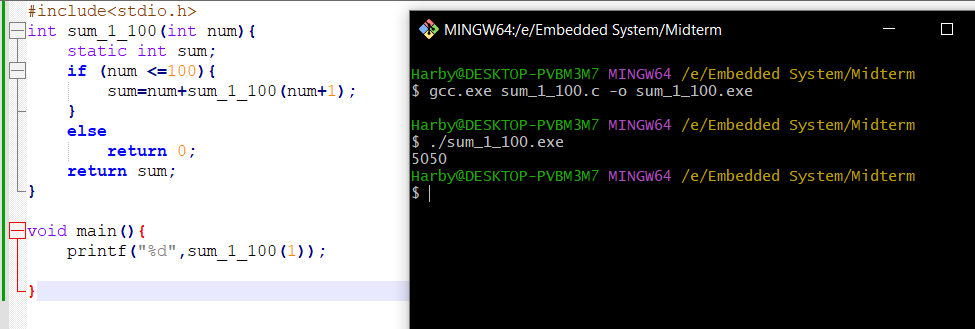 #include<stdio.h>
int sum_1_100(int num){
    static int sum;
    if (num <=100){
        sum=num+sum_1_100(num+1);
    }
    else
        return 0;
    return sum;
}

void main(){
    printf("%d",sum_1_100(1));

}
MINGW64:/e/Embedded System/Midterm
Harby@DESKTOP-PVBM3M7 MINGW64 /e/Embedded System/Midterm
$ gcc.exe sum_1_100.c -o sum_1_100.exe

Harby@DESKTOP-PVBM3M7 MINGW64 /e/Embedded System/Midterm
$ ./sum_1_100.exe
5050
Harby@DESKTOP-PVBM3M7 MINGW64 /e/Embedded System/Midterm
$